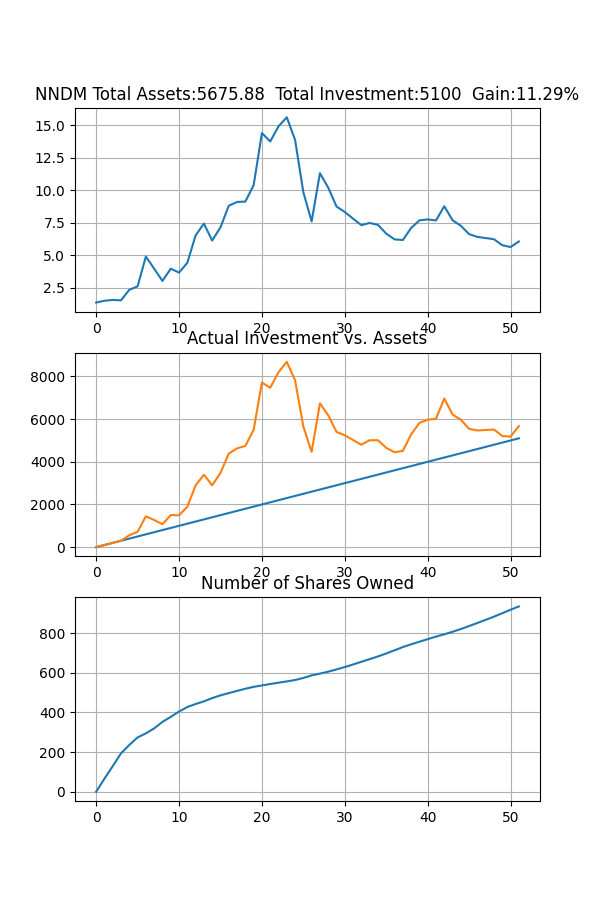 NNDM Total Assets:5675.88  Total Investment:5100  Gain:11.29%
15.0
12.5
10.0
7.5
5.0
2.5
0 10 20 30 40 50
Actual Investment vs. Assets
8000
6000
4000
2000
0
0 10 20 30 40 50
Number of Shares Owned
800
600
400
200
0
0 10 20 30 40 50